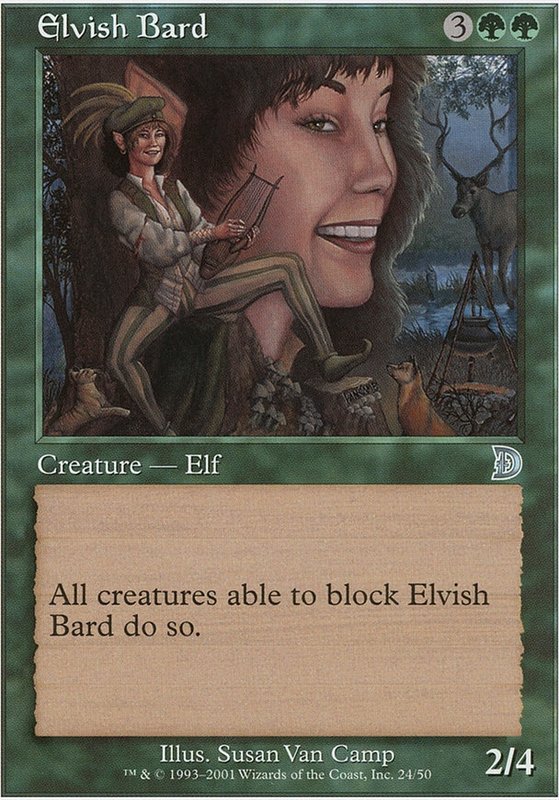 Elvish Bard 3
Creature — Elf
All creatures able to block Elvish
Bard do so.
Illus. Susan Van Camp
™ & © 1993–2001 Wizards of the Coast, Inc. 24/50
2/4